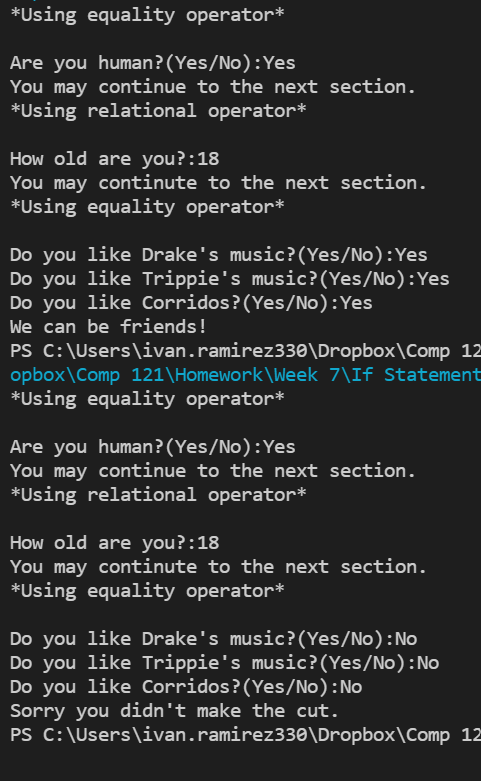 *Using equality operator*
Are you human?(Yes/No):Yes
You may continue to the next section.
*Using relational operator*
How old are you?:18
You may continute to the next section.
*Using equality operator*
Do you like Drake's music?(Yes/No):Yes
Do you like Trippie's music?(Yes/No):Yes
Do you like Corridos?(Yes/No):Yes
We can be friends!
PS C:\Users\ivan.ramirez330\Dropbox\Comp 12
opbox\Comp 121\Homework\Week 7\If Statement
*Using equality operator*
Are you human?(Yes/No):Yes
You may continue to the next section.
*Using relational operator*
How old are you?:18
You may continute to the next section.
*Using equality operator*
Do you like Drake's music?(Yes/No):No
Do you like Trippie's music?(Yes/No):No
Do you like Corridos?(Yes/No):No
Sorry you didn't make the cut.
PS C:\Users\ivan.ramirez330\Dropbox\Comp 12